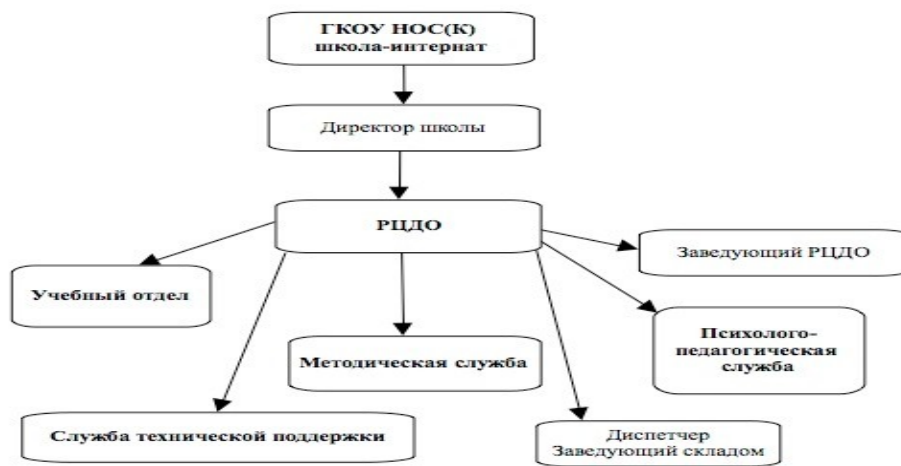 ГКОУ НОС(К)
школа-интернат
Директор школы
РЦДО
Заведующий РЦДО
Учебный отдел
Психолого-
педагогическая
служба
Методическая служба
Служба технической поддержки
Диспетчер
Заведующий складом